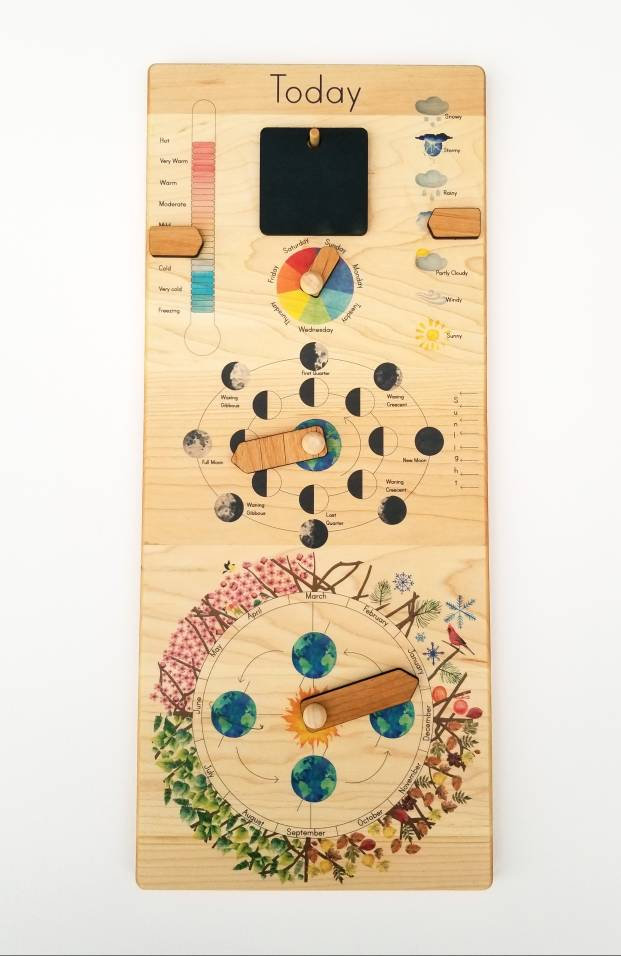 Today
Hot
Very Warm
Warm
Moderate
Cold
Very cold
Freezing
Snowy
Stormy
Rainy
Partly Cloudy
Windy
Sunny
Saturday
Sunday
Monday
Tuesday
Wednesday
Thursday
Friday
First Quarter
Waxing
Gibbous
Waxing
Crescent
Full Moon
New Moon
Waning
Gibbous
Last
Quarter
Waning
Crescent
Sunlight
March
February
January
December
November
October
September
August
July
June
May
April